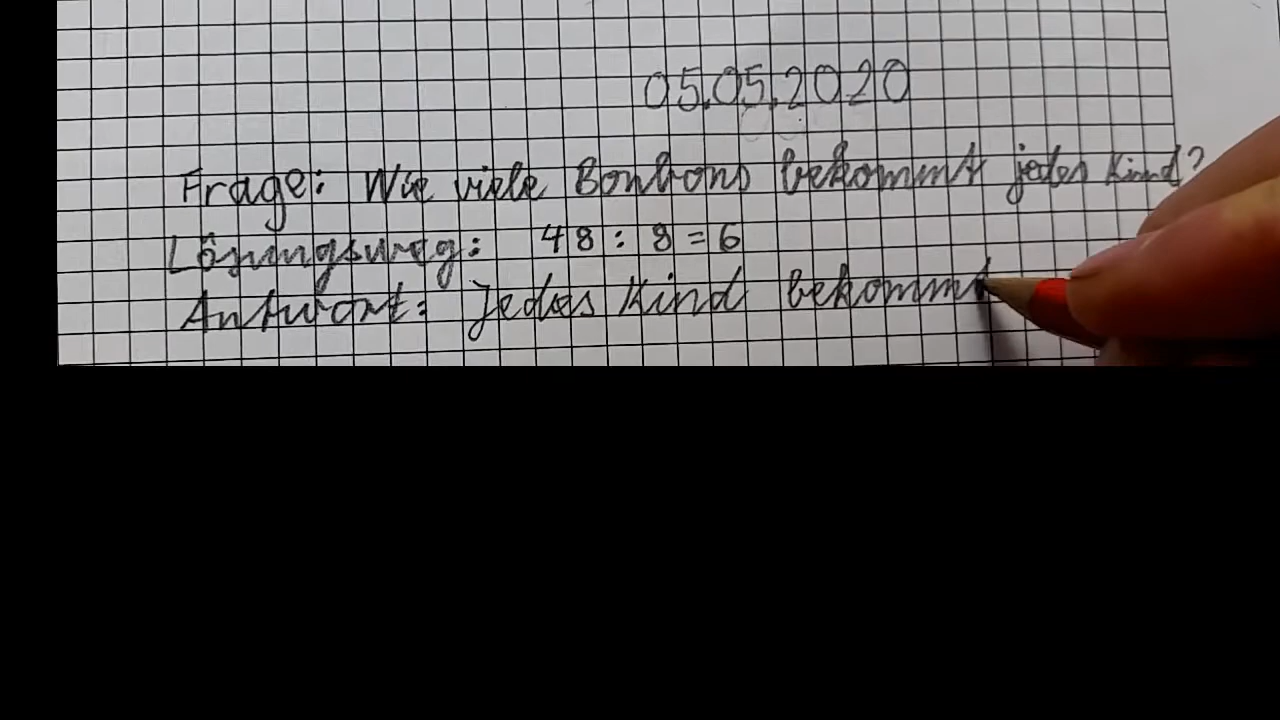 05.05.2020
Frage: Wie viele Bonbons bekommt jedes Kind?
Lösungsweg: 48 : 8 = 6
Antwort: Jedes Kind bekommt